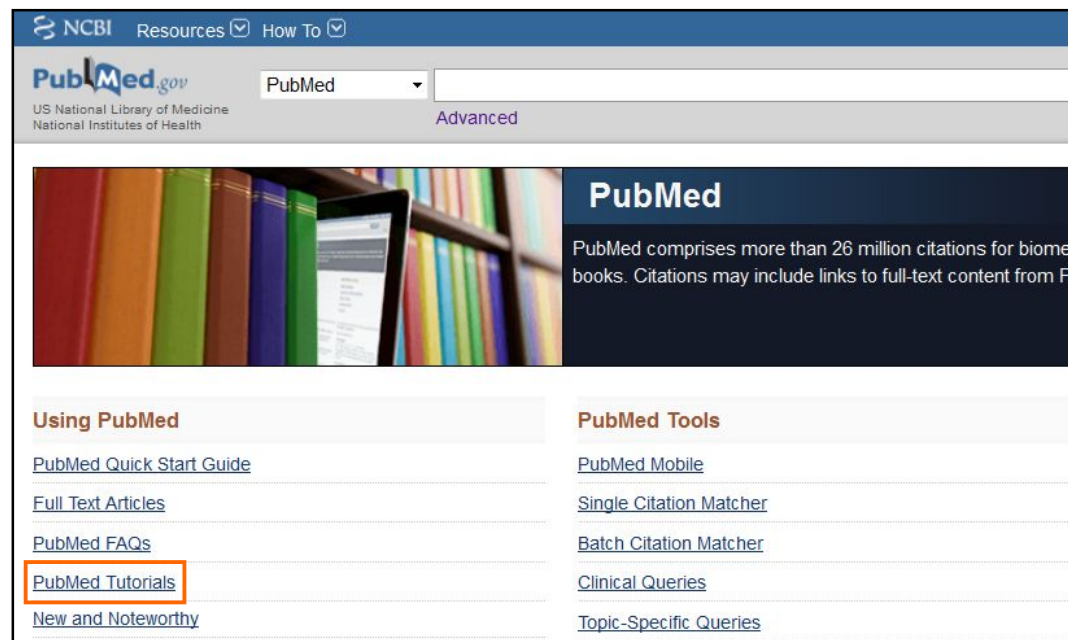 NCBI Resources How To
PubMed.gov
US National Library of Medicine
National Institutes of Health
PubMed
Advanced
PubMed
PubMed comprises more than 26 million citations for biome
books. Citations may include links to full-text content from P
Using PubMed
PubMed Quick Start Guide
Full Text Articles
PubMed FAQs
PubMed Tutorials
New and Noteworthy
PubMed Tools
PubMed Mobile
Single Citation Matcher
Batch Citation Matcher
Clinical Queries
Topic-Specific Queries